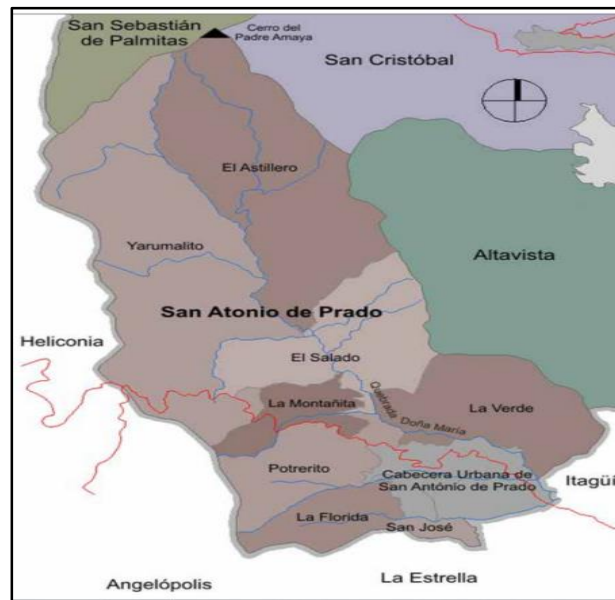 San Sebastián
de Palmitas
Cerro del
Padre Amaya
San Cristóbal
El Astillero
Yarumalito
Altavista
San Atonio de Prado
Heliconia
El Salado
La Montañita
Quebrada Doña María
La Verde
Potrerito
Cabecera Urbana de
San António de Prado
Itagüí
La Florida
San José
Angelópolis
La Estrella